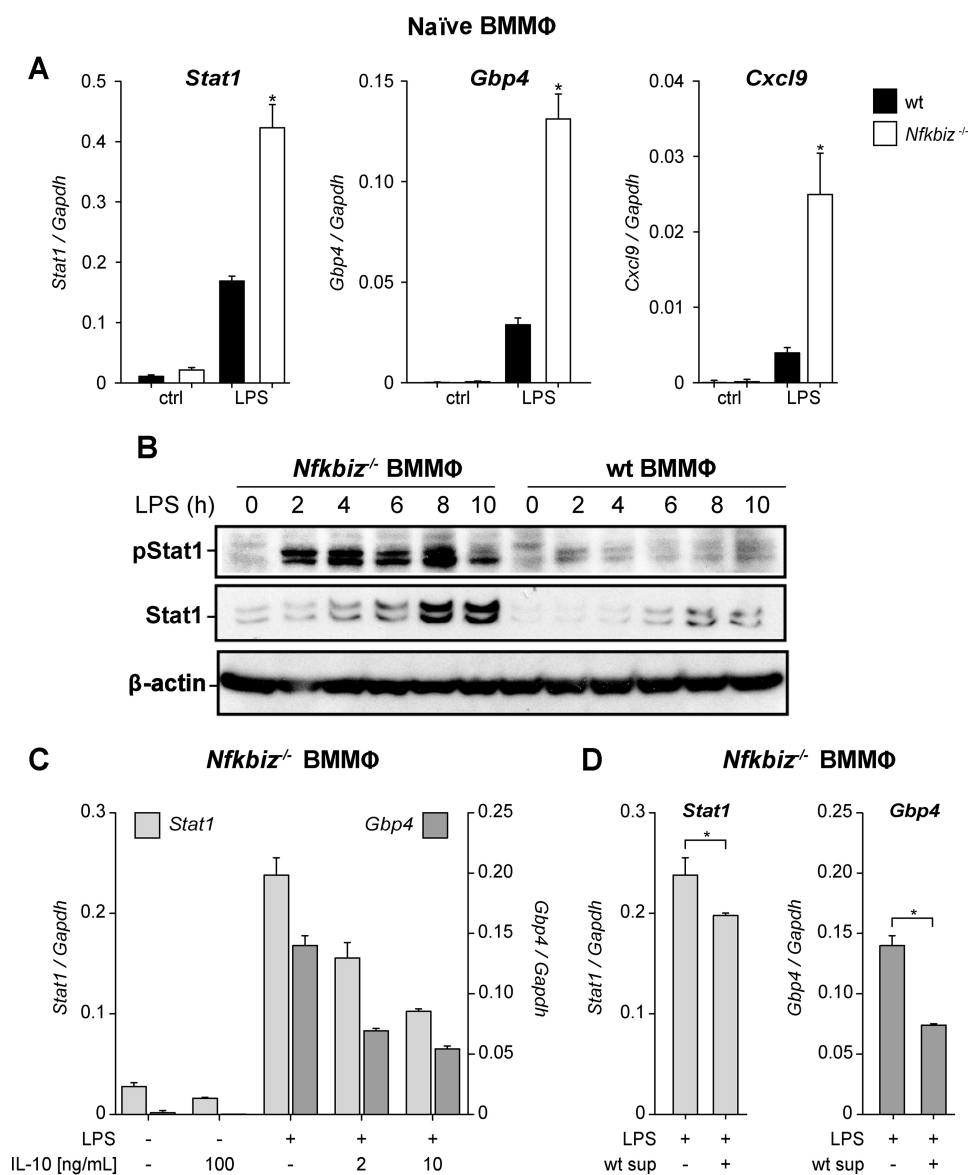 Naïve BMMΦ
A
Stat1
Gbp4
Cxcl9
wt
Nfkbiz -/-
Stat1 / Gapdh
0.5
0.4
0.3
0.2
0.1
0
ctrl LPS
Gbp4 / Gapdh
0.15
0.10
0.05
0
ctrl LPS
Cxcl9 / Gapdh
0.04
0.03
0.02
0.01
0
ctrl LPS
*
*
*
B
Nfkbiz-/- BMMΦ wt BMMΦ
LPS (h) 0 2 4 6 8 10 0 2 4 6 8 10
pStat1
Stat1
β-actin
C
Nfkbiz-/- BMMΦ
Stat1
Gbp4
Stat1 / Gapdh
0.3
0.2
0.1
0
Gbp4 / Gapdh
0.25
0.20
0.15
0.10
0.05
0
LPS - - + + +
IL-10 [ng/mL] - 100 - 2 10
D
Nfkbiz-/- BMMΦ
Stat1
*
Stat1 / Gapdh
0.3
0.2
0.1
0
LPS + +
wt sup - +
Gbp4
*
Gbp4 / Gapdh
0.25
0.20
0.15
0.10
0.05
0
LPS + +
wt sup - +